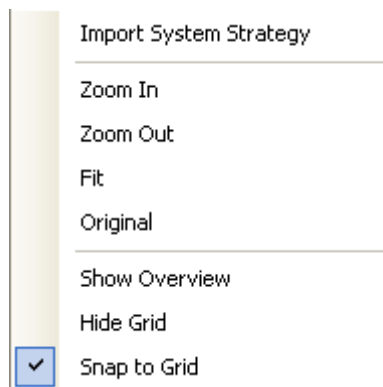 Import System Strategy
Zoom In
Zoom Out
Fit
Original
Show Overview
Hide Grid
Snap to Grid